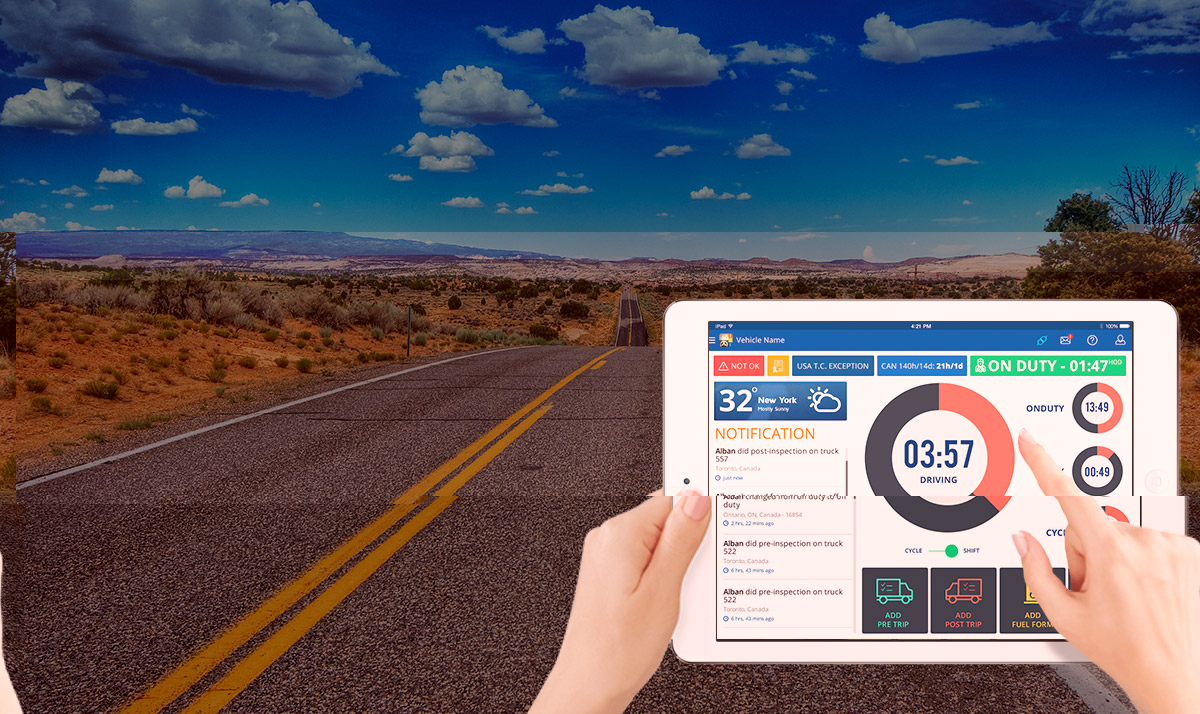 iPad
4:21 PM
100%
Vehicle Name
NOT OK
USA T.C. EXCEPTION
CAN 140h/14d: 21h/1d
ON DUTY - 01:47 HOD
32°
New York
Mostly Sunny
NOTIFICATION
Alban did post-inspection on truck
557
Toronto, Canada
just now
duty
Ontario, ON, Canada - 16854
2 hrs, 22 mins ago
Alban did pre-inspection on truck
522
Toronto, Canada
6 hrs, 43 mins ago
Alban did pre-inspection on truck
522
Toronto, Canada
6 hrs, 43 mins ago
03:57
DRIVING
ONDUTY
13:49
00:49
CYCLE
SHIFT
ADD
PRE TRIP
ADD
POST TRIP
ADD
FUEL FORM